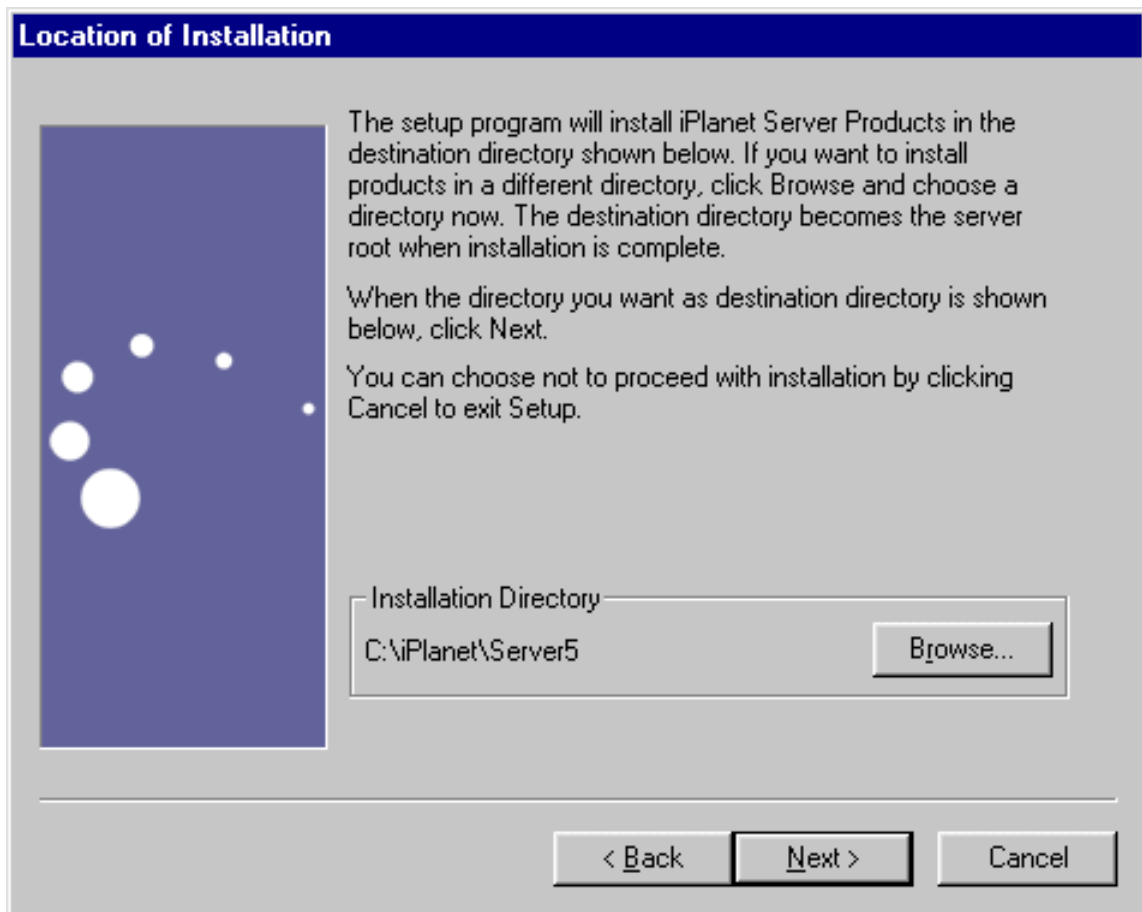 Location of Installation
The setup program will install iPlanet Server Products in the
destination directory shown below. If you want to install
products in a different directory, click Browse and choose a
directory now. The destination directory becomes the server
root when installation is complete.
When the directory you want as destination directory is shown
below, click Next.
You can choose not to proceed with installation by clicking
Cancel to exit Setup.
Installation Directory
C:\iPlanet\Server5
Browse...
< Back
Next >
Cancel